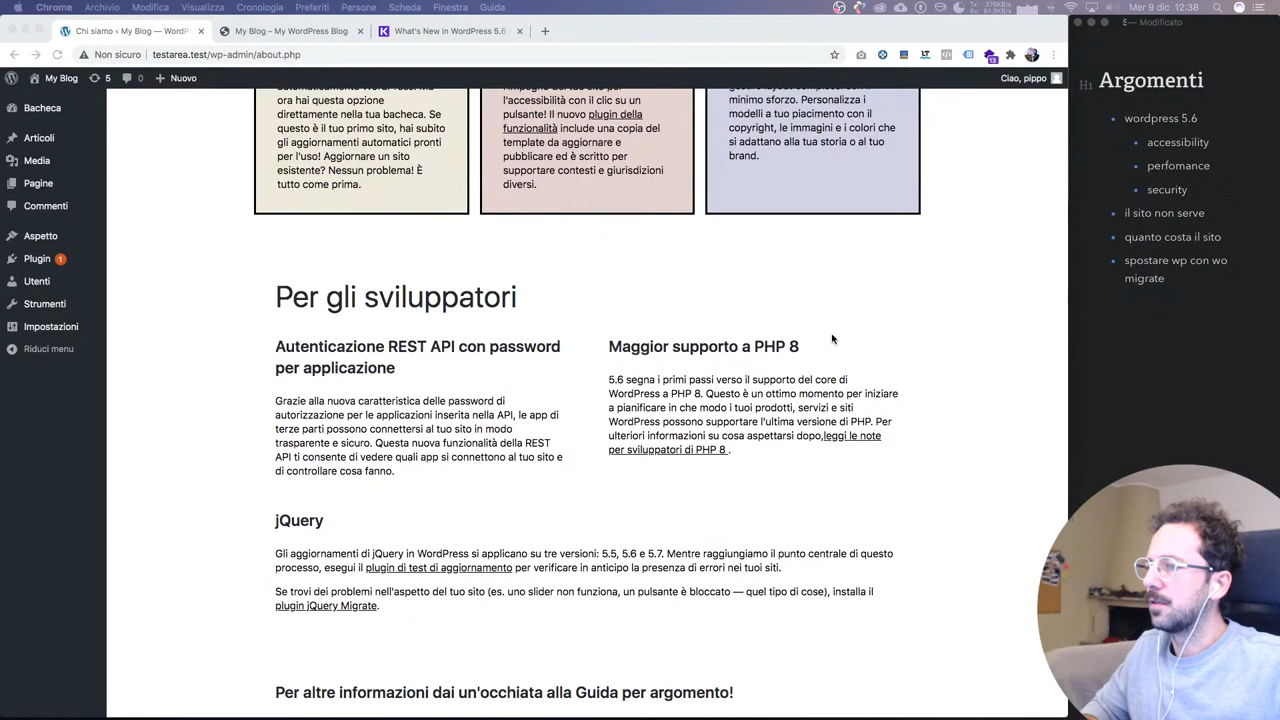 Chrome Archivio Modifica Visualizza Cronologia Preferiti Persone Scheda Finestra Guida
Mer 9 dic 12:38
Chi siamo ‹ My Blog — WordP
My Blog – My WordPress Blog
What's New in WordPress 5.6
Non sicuro testarea.test/wp-admin/about.php
My Blog 5 0 Nuovo
Ciao, pippo
Bacheca
Articoli
Media
Pagine
Commenti
Aspetto
Plugin 1
Utenti
Strumenti
Impostazioni
Riduci menu
ora hai questa opzione
direttamente nella tua bacheca. Se
questo è il tuo primo sito, hai subito
gli aggiornamenti automatici pronti
per l'uso! Aggiornare un sito
esistente? Nessun problema! È
tutto come prima.
l'accessibilità con il clic su un
pulsante! Il nuovo plugin della
funzionalità include una copia del
template da aggiornare e
pubblicare ed è scritto per
supportare contesti e giurisdizioni
diversi.
minimo sforzo. Personalizza i
modelli a tuo piacimento con il
copyright, le immagini e i colori che
si adattano alla tua storia o al tuo
brand.
Per gli sviluppatori
Autenticazione REST API con password
per applicazione
Grazie alla nuova caratteristica delle password di
autorizzazione per le applicazioni inserita nella API, le app di
terze parti possono connettersi al tuo sito in modo
trasparente e sicuro. Questa nuova funzionalità della REST
API ti consente di vedere quali app si connettono al tuo sito e
di controllare cosa fanno.
Maggior supporto a PHP 8
5.6 segna i primi passi verso il supporto del core di
WordPress a PHP 8. Questo è un ottimo momento per iniziare
a pianificare in che modo i tuoi prodotti, servizi e siti
WordPress possono supportare l'ultima versione di PHP. Per
ulteriori informazioni su cosa aspettarsi dopo,leggi le note
per sviluppatori di PHP 8 .
jQuery
Gli aggiornamenti di jQuery in WordPress si applicano su tre versioni: 5.5, 5.6 e 5.7. Mentre raggiungiamo il punto centrale di questo
processo, esegui il plugin di test di aggiornamento per verificare in anticipo la presenza di errori nei tuoi siti.
Se trovi dei problemi nell'aspetto del tuo sito (es. uno slider non funziona, un pulsante è bloccato — quel tipo di cose), installa il
plugin jQuery Migrate.
Per altre informazioni dai un'occhiata alla Guida per argomento!
S— Modificato
H1 Argomenti
wordpress 5.6
accessibility
perfomance
security
il sito non serve
quanto costa il sito
spostare wp con wo
migrate